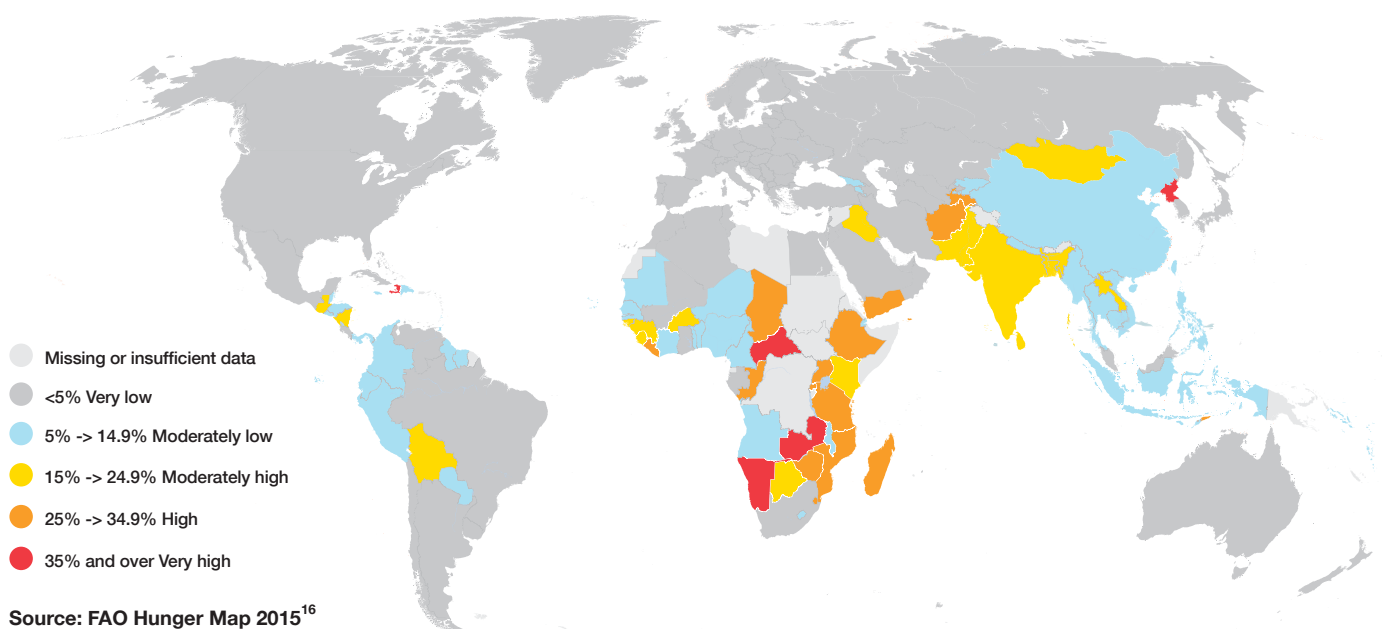 Missing or insufficient data
<5% Very low
5% -> 14.9% Moderately low
15% -> 24.9% Moderately high
25% -> 34.9% High
35% and over Very high
Source: FAO Hunger Map 2015¹⁶